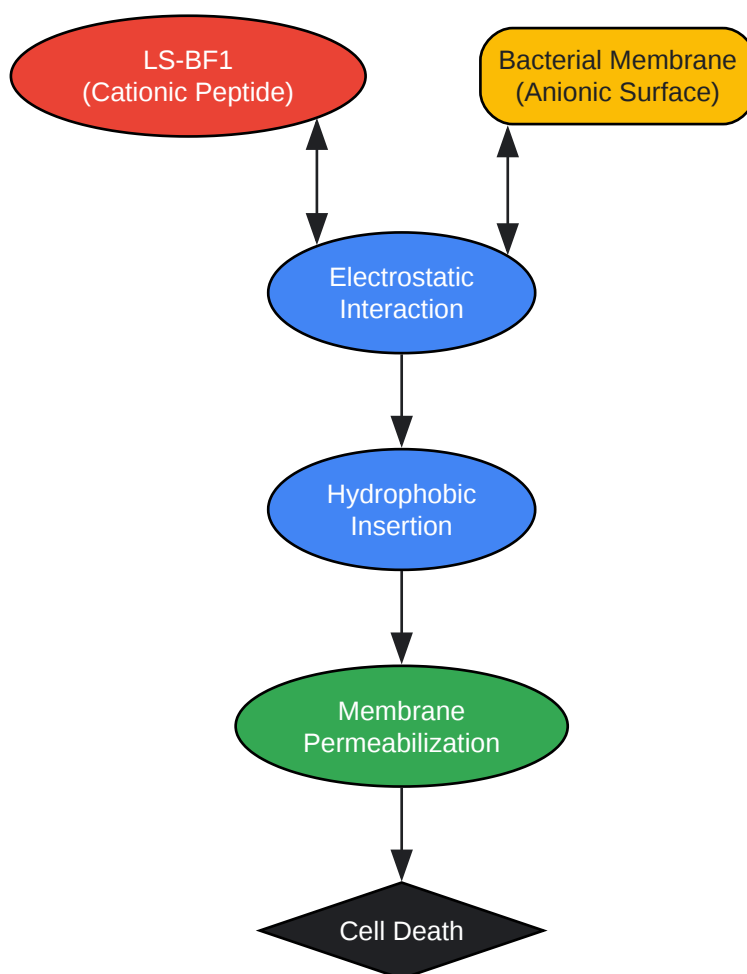 LS-BF1
(Cationic Peptide)
Bacterial Membrane
(Anionic Surface)
Electrostatic
Interaction
Hydrophobic
Insertion
Membrane
Permeabilization
Cell Death